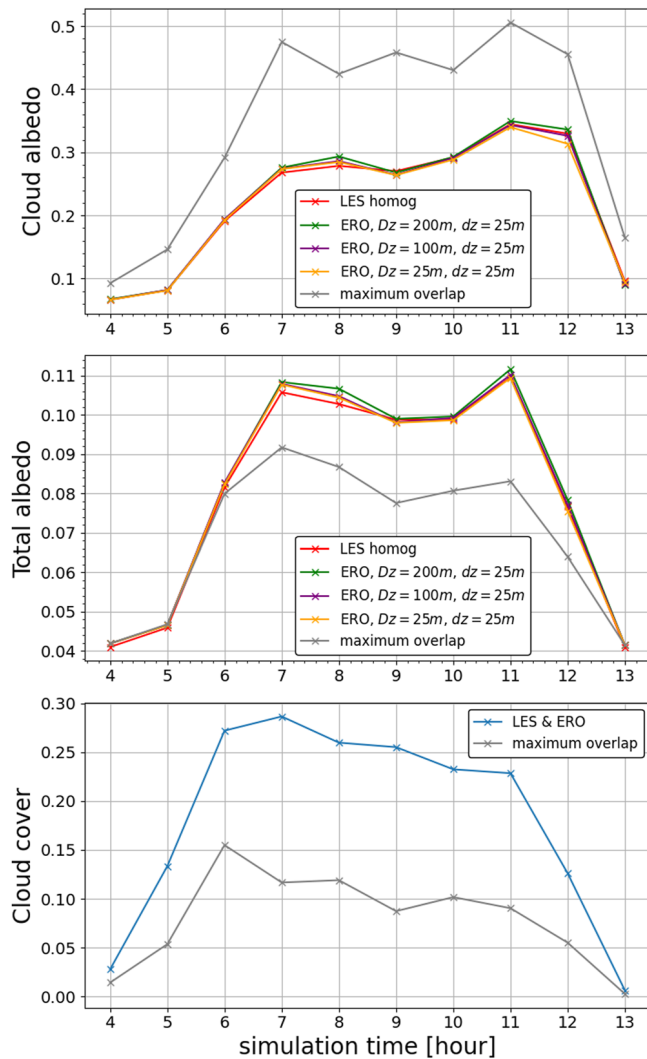 Cloud albedo
0.5
0.4
0.3
0.2
0.1
LES homog
ERO, Dz = 200m, dz = 25m
ERO, Dz = 100m, dz = 25m
ERO, Dz = 25m, dz = 25m
maximum overlap
4 5 6 7 8 9 10 11 12 13
Total albedo
0.11
0.10
0.09
0.08
0.07
0.06
0.05
0.04
LES homog
ERO, Dz = 200m, dz = 25m
ERO, Dz = 100m, dz = 25m
ERO, Dz = 25m, dz = 25m
maximum overlap
4 5 6 7 8 9 10 11 12 13
Cloud cover
0.30
0.25
0.20
0.15
0.10
0.05
0.00
LES & ERO
maximum overlap
4 5 6 7 8 9 10 11 12 13
simulation time [hour]